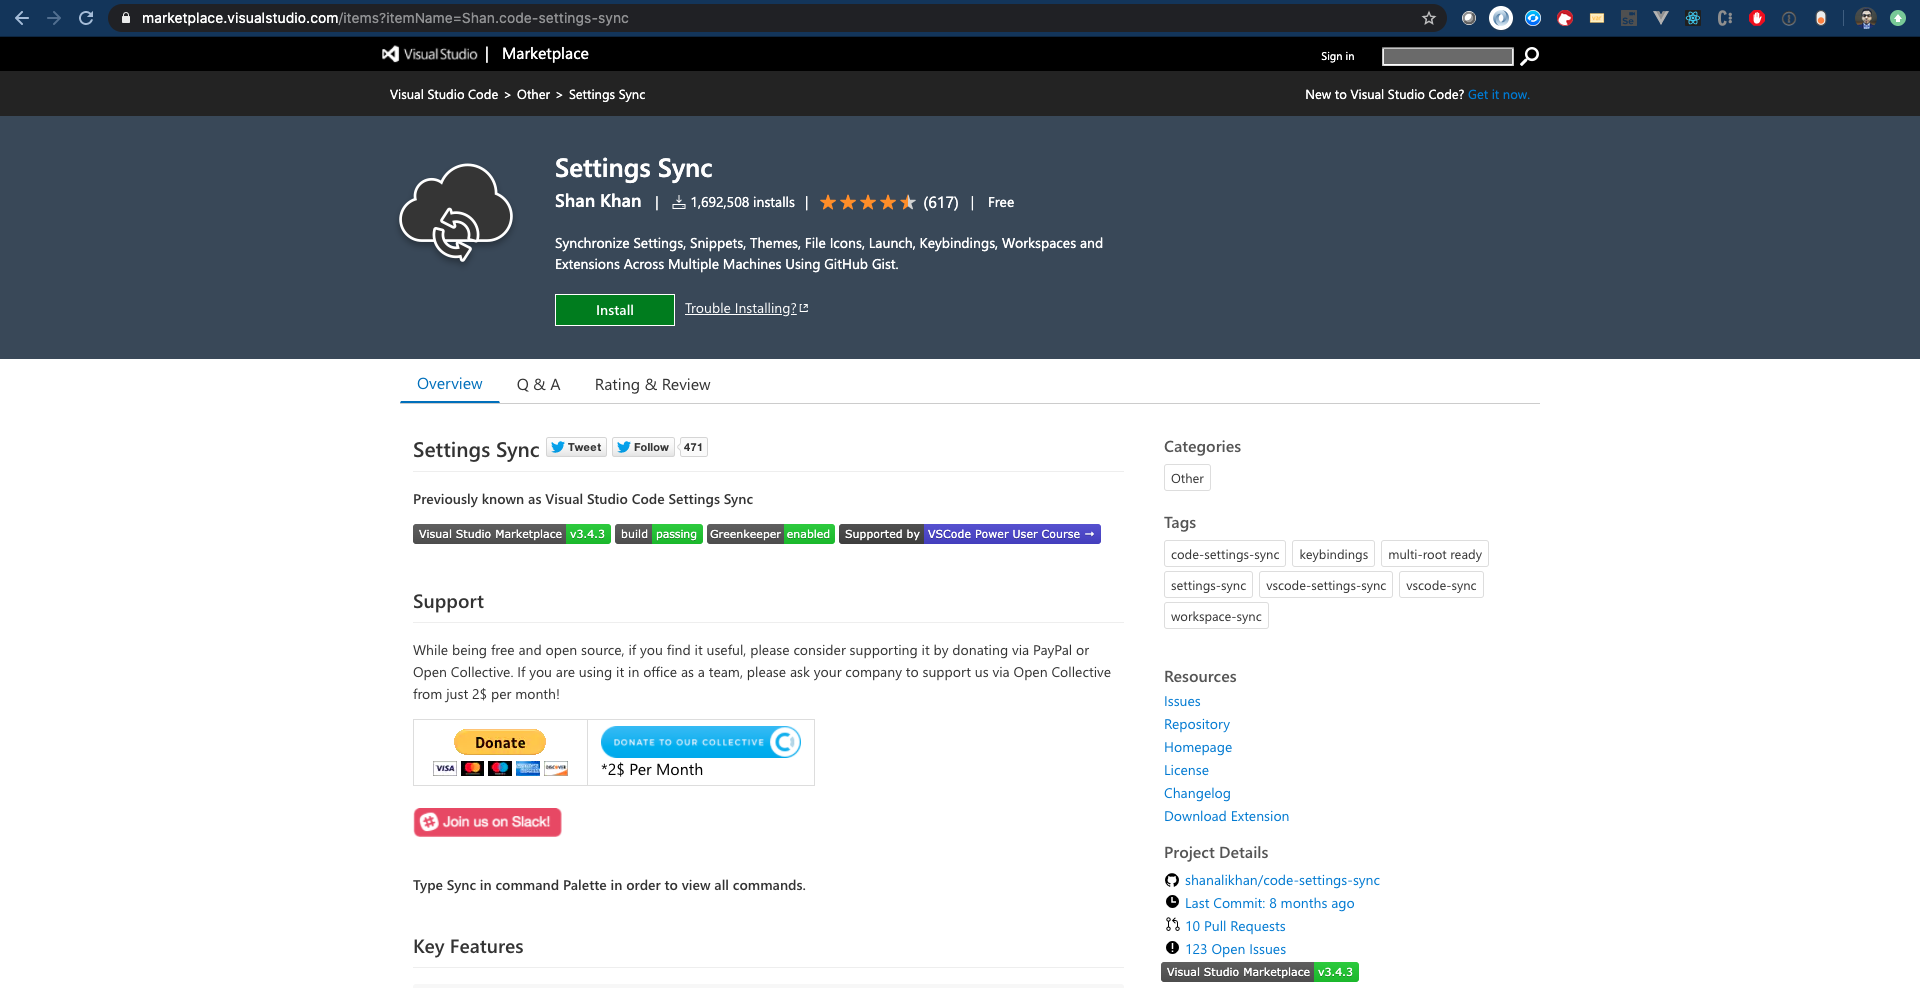 marketplace.visualstudio.com/items?itemName=Shan.code-settings-sync
Visual Studio | Marketplace
Sign in
Visual Studio Code > Other > Settings Sync
New to Visual Studio Code? Get it now.
Settings Sync
Shan Khan | 1,692,508 installs | (617) | Free
Synchronize Settings, Snippets, Themes, File Icons, Launch, Keybindings, Workspaces and
Extensions Across Multiple Machines Using GitHub Gist.
Install Trouble Installing?
Overview Q & A Rating & Review
Settings Sync Tweet Follow 471
Previously known as Visual Studio Code Settings Sync
Visual Studio Marketplace v3.4.3 build passing Greenkeeper enabled Supported by VSCode Power User Course →
Support
While being free and open source, if you find it useful, please consider supporting it by donating via PayPal or
Open Collective. If you are using it in office as a team, please ask your company to support us via Open Collective
from just 2$ per month!
Donate
VISA
DISCOVER
DONATE TO OUR COLLECTIVE
*2$ Per Month
Join us on Slack!
Type Sync in command Palette in order to view all commands.
Key Features
Categories
Other
Tags
code-settings-sync keybindings multi-root ready
settings-sync vscode-settings-sync vscode-sync
workspace-sync
Resources
Issues
Repository
Homepage
License
Changelog
Download Extension
Project Details
shanalikhan/code-settings-sync
Last Commit: 8 months ago
10 Pull Requests
123 Open Issues
Visual Studio Marketplace v3.4.3